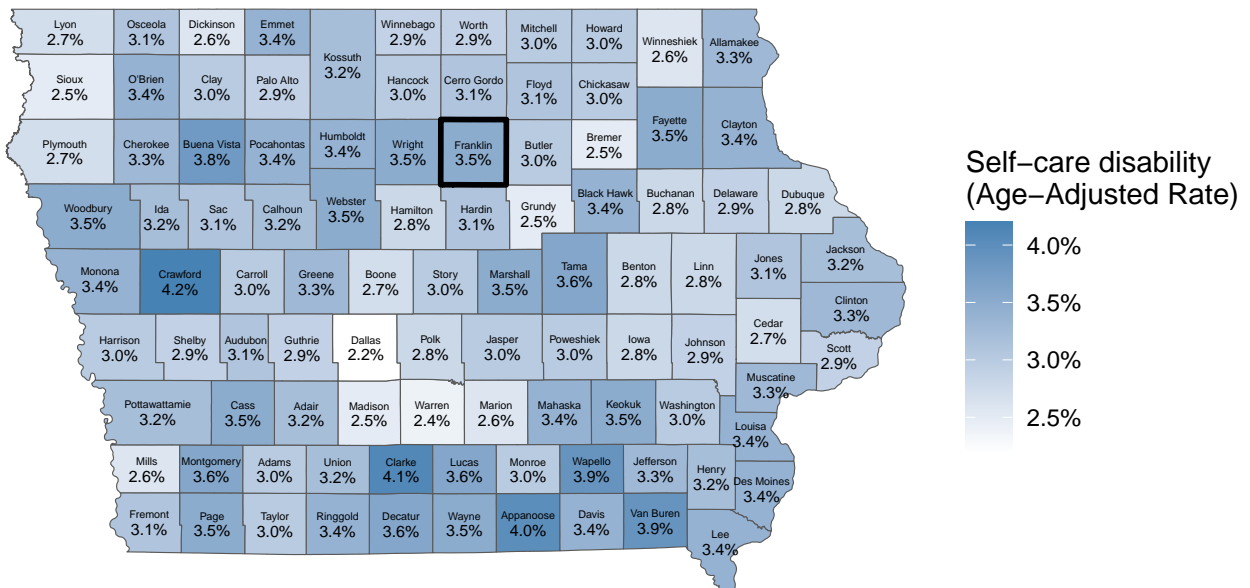 Lyon
2.7%
Osceola
3.1%
Dickinson
2.6%
Emmet
3.4%
Kossuth
3.2%
Winnebago
2.9%
Worth
2.9%
Mitchell
3.0%
Howard
3.0%
Winneshiek
2.6%
Allamakee
3.3%
Sioux
2.5%
O'Brien
3.4%
Clay
3.0%
Palo Alto
2.9%
Hancock
3.0%
Cerro Gordo
3.1%
Floyd
3.1%
Chickasaw
3.0%
Fayette
3.5%
Clayton
3.4%
Plymouth
2.7%
Cherokee
3.3%
Buena Vista
3.8%
Pocahontas
3.4%
Humboldt
3.4%
Wright
3.5%
Franklin
3.5%
Butler
3.0%
Bremer
2.5%
Woodbury
3.5%
Ida
3.2%
Sac
3.1%
Calhoun
3.2%
Webster
3.5%
Hamilton
2.8%
Hardin
3.1%
Grundy
2.5%
Black Hawk
3.4%
Buchanan
2.8%
Delaware
2.9%
Dubuque
2.8%
Monona
3.4%
Crawford
4.2%
Carroll
3.0%
Greene
3.3%
Boone
2.7%
Story
3.0%
Marshall
3.5%
Tama
3.6%
Benton
2.8%
Linn
2.8%
Jones
3.1%
Jackson
3.2%
Clinton
3.3%
Harrison
3.0%
Shelby
2.9%
Audubon
3.1%
Guthrie
2.9%
Dallas
2.2%
Polk
2.8%
Jasper
3.0%
Poweshiek
3.0%
Iowa
2.8%
Johnson
2.9%
Cedar
2.7%
Scott
2.9%
Muscatine
3.3%
Pottawattamie
3.2%
Cass
3.5%
Adair
3.2%
Madison
2.5%
Warren
2.4%
Marion
2.6%
Mahaska
3.4%
Keokuk
3.5%
Washington
3.0%
Louisa
3.4%
Mills
2.6%
Montgomery
3.6%
Adams
3.0%
Union
3.2%
Clarke
4.1%
Lucas
3.6%
Monroe
3.0%
Wapello
3.9%
Jefferson
3.3%
Henry
3.2%
Des Moines
3.4%
Fremont
3.1%
Page
3.5%
Taylor
3.0%
Ringgold
3.4%
Decatur
3.6%
Wayne
3.5%
Appanoose
4.0%
Davis
3.4%
Van Buren
3.9%
Lee
3.4%
Self−care disability
(Age−Adjusted Rate)
4.0%
3.5%
3.0%
2.5%